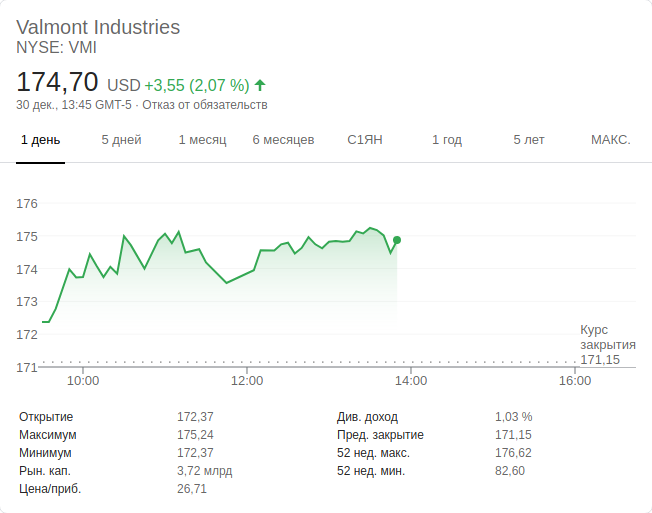 Valmont Industries
NYSE: VMI
174,70 USD +3,55 (2,07 %)
30 дек., 13:45 GMT-5 · Отказ от обязательств
1 день 5 дней 1 месяц 6 месяцев С1ЯН 1 год 5 лет МАКС.
176
175
174
173
172
171
Курс
закрытия
171,15
10:00 12:00 14:00 16:00
Открытие 172,37 Див. доход 1,03 %
Максимум 175,24 Пред. закрытие 171,15
Минимум 172,37 52 нед. макс. 176,62
Рын. кап. 3,72 млрд 52 нед. мин. 82,60
Цена/приб. 26,71